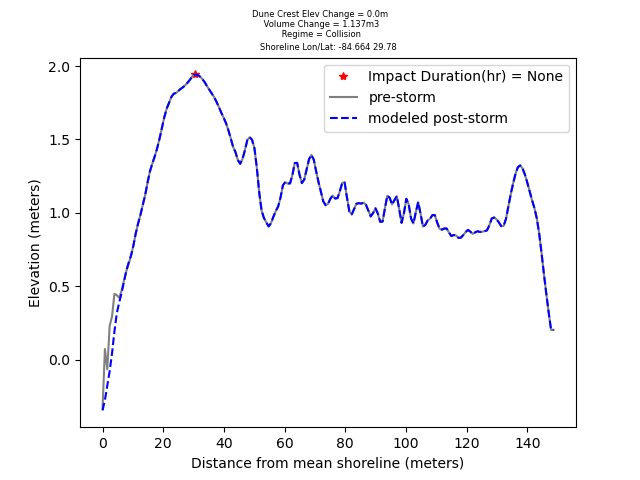 Dune Crest Elev Change = 0.0m
Volume Change = 1.137m3
Regime = Collision
Shoreline Lon/Lat: -84.664 29.78
Impact Duration(hr) = None
pre-storm
modeled post-storm
2.0
1.5
1.0
0.5
0.0
Elevation (meters)
0 20 40 60 80 100 120 140
Distance from mean shoreline (meters)